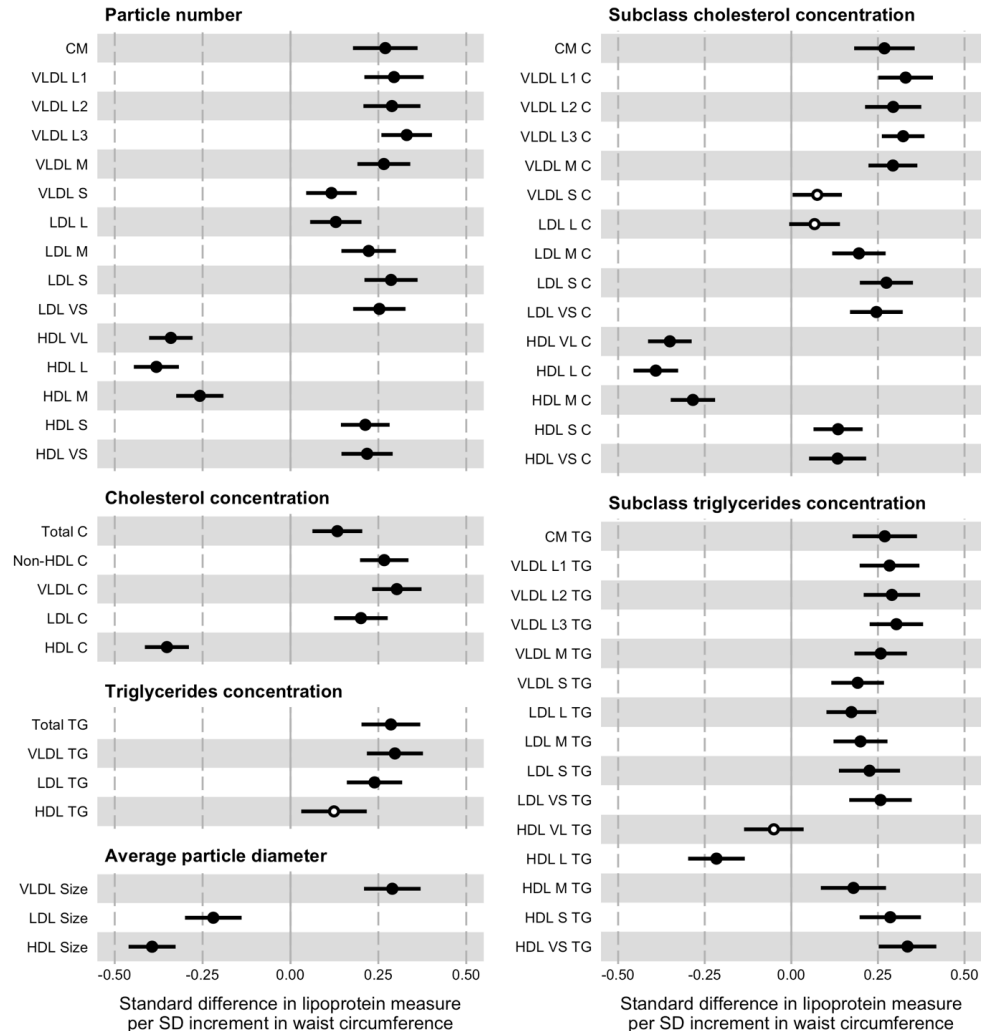 Particle number
CM
VLDL L1
VLDL L2
VLDL L3
VLDL M
VLDL S
LDL L
LDL M
LDL S
LDL VS
HDL VL
HDL L
HDL M
HDL S
HDL VS
Cholesterol concentration
Total C
Non-HDL C
VLDL C
LDL C
HDL C
Triglycerides concentration
Total TG
VLDL TG
LDL TG
HDL TG
Average particle diameter
VLDL Size
LDL Size
HDL Size
-0.50 -0.25 0.00 0.25 0.50
Standard difference in lipoprotein measure
per SD increment in waist circumference
Subclass cholesterol concentration
CM C
VLDL L1 C
VLDL L2 C
VLDL L3 C
VLDL M C
VLDL S C
LDL L C
LDL M C
LDL S C
LDL VS C
HDL VL C
HDL L C
HDL M C
HDL S C
HDL VS C
Subclass triglycerides concentration
CM TG
VLDL L1 TG
VLDL L2 TG
VLDL L3 TG
VLDL M TG
VLDL S TG
LDL L TG
LDL M TG
LDL S TG
LDL VS TG
HDL VL TG
HDL L TG
HDL M TG
HDL S TG
HDL VS TG
-0.50 -0.25 0.00 0.25 0.50
Standard difference in lipoprotein measure
per SD increment in waist circumference